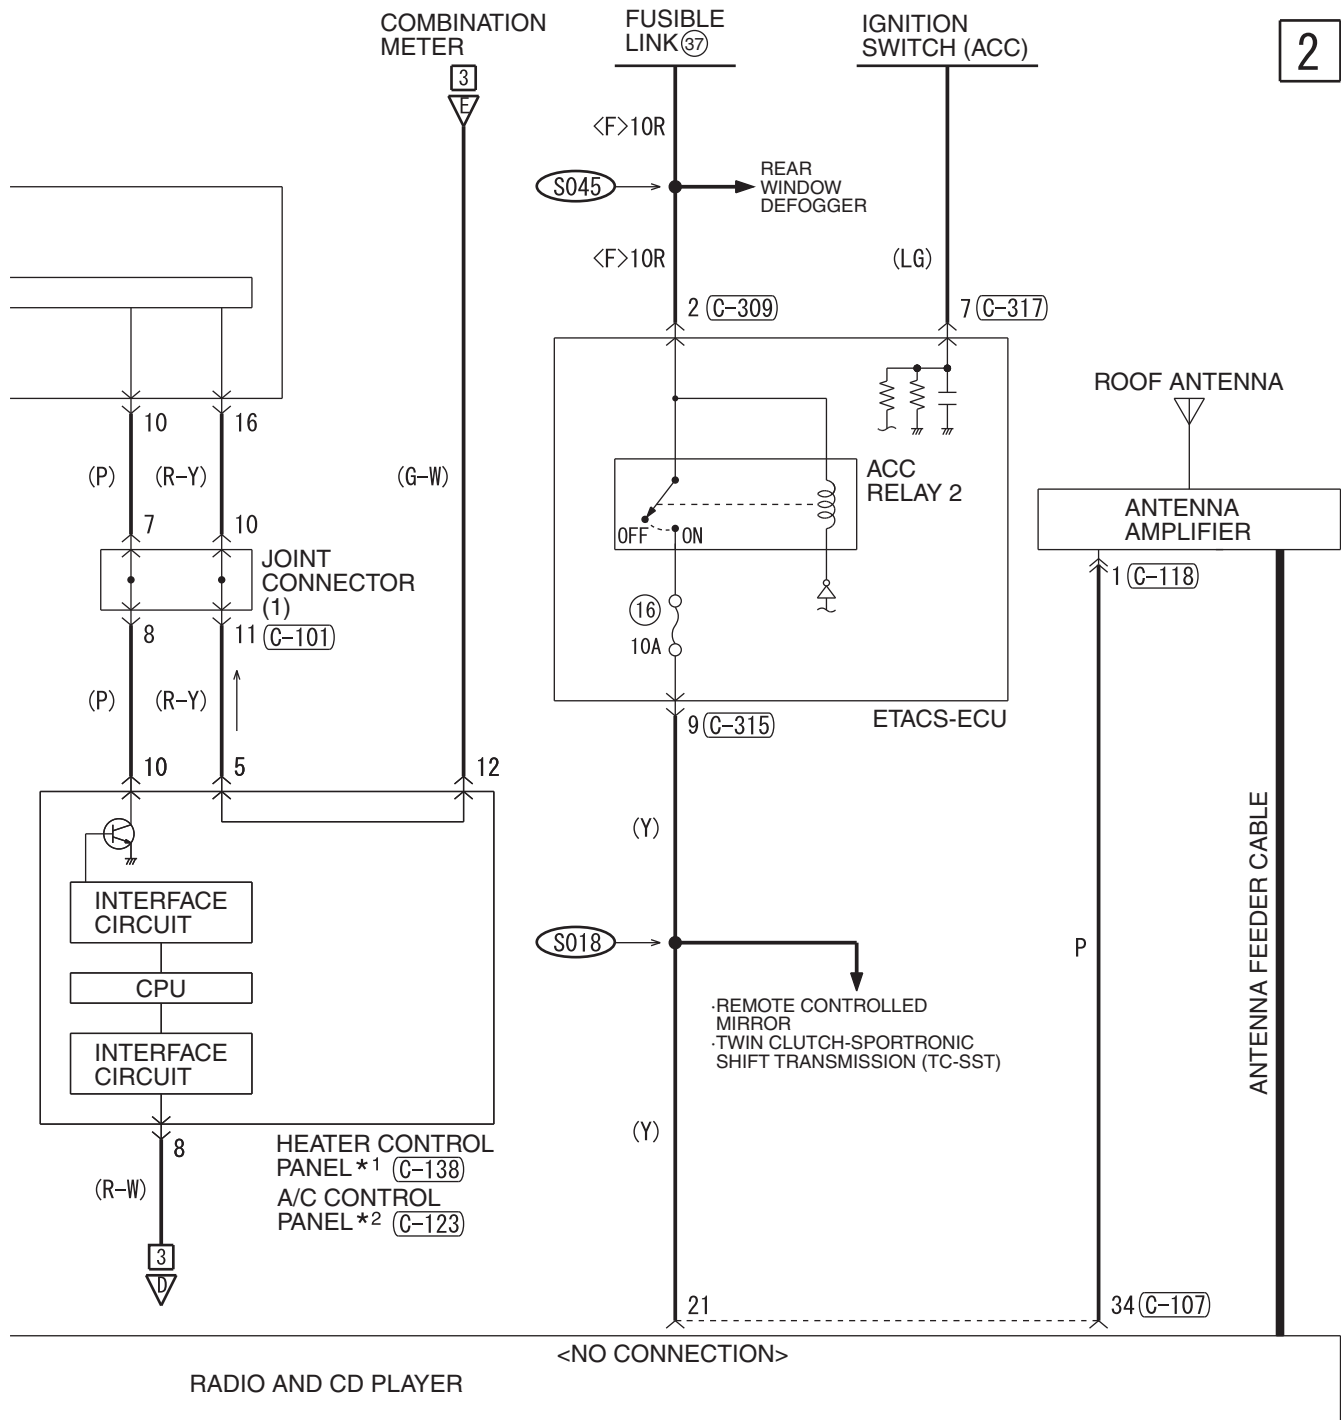 COMBINATION
METER
3
E
FUSIBLE
LINK 37
IGNITION
SWITCH (ACC)
2
<F>10R
S045
REAR
WINDOW
DEFOGGER
<F>10R
(LG)
2 C-309
7 C-317
ROOF ANTENNA
10
16
(P)
(R-Y)
(G-W)
ACC
RELAY 2
OFF
ON
ANTENNA
AMPLIFIER
7
10
JOINT
CONNECTOR
(1)
1 C-118
8
11 C-101
16
10A
(P)
(R-Y)
9 C-315
ETACS-ECU
10
5
12
(Y)
INTERFACE
CIRCUIT
CPU
INTERFACE
CIRCUIT
S018
P
ANTENNA FEEDER CABLE
·REMOTE CONTROLLED
MIRROR
·TWIN CLUTCH-SPORTRONIC
SHIFT TRANSMISSION (TC-SST)
8
HEATER CONTROL
PANEL*1 C-138
A/C CONTROL
PANEL*2 C-123
(Y)
(R-W)
3
D
21
34 C-107
<NO CONNECTION>
RADIO AND CD PLAYER